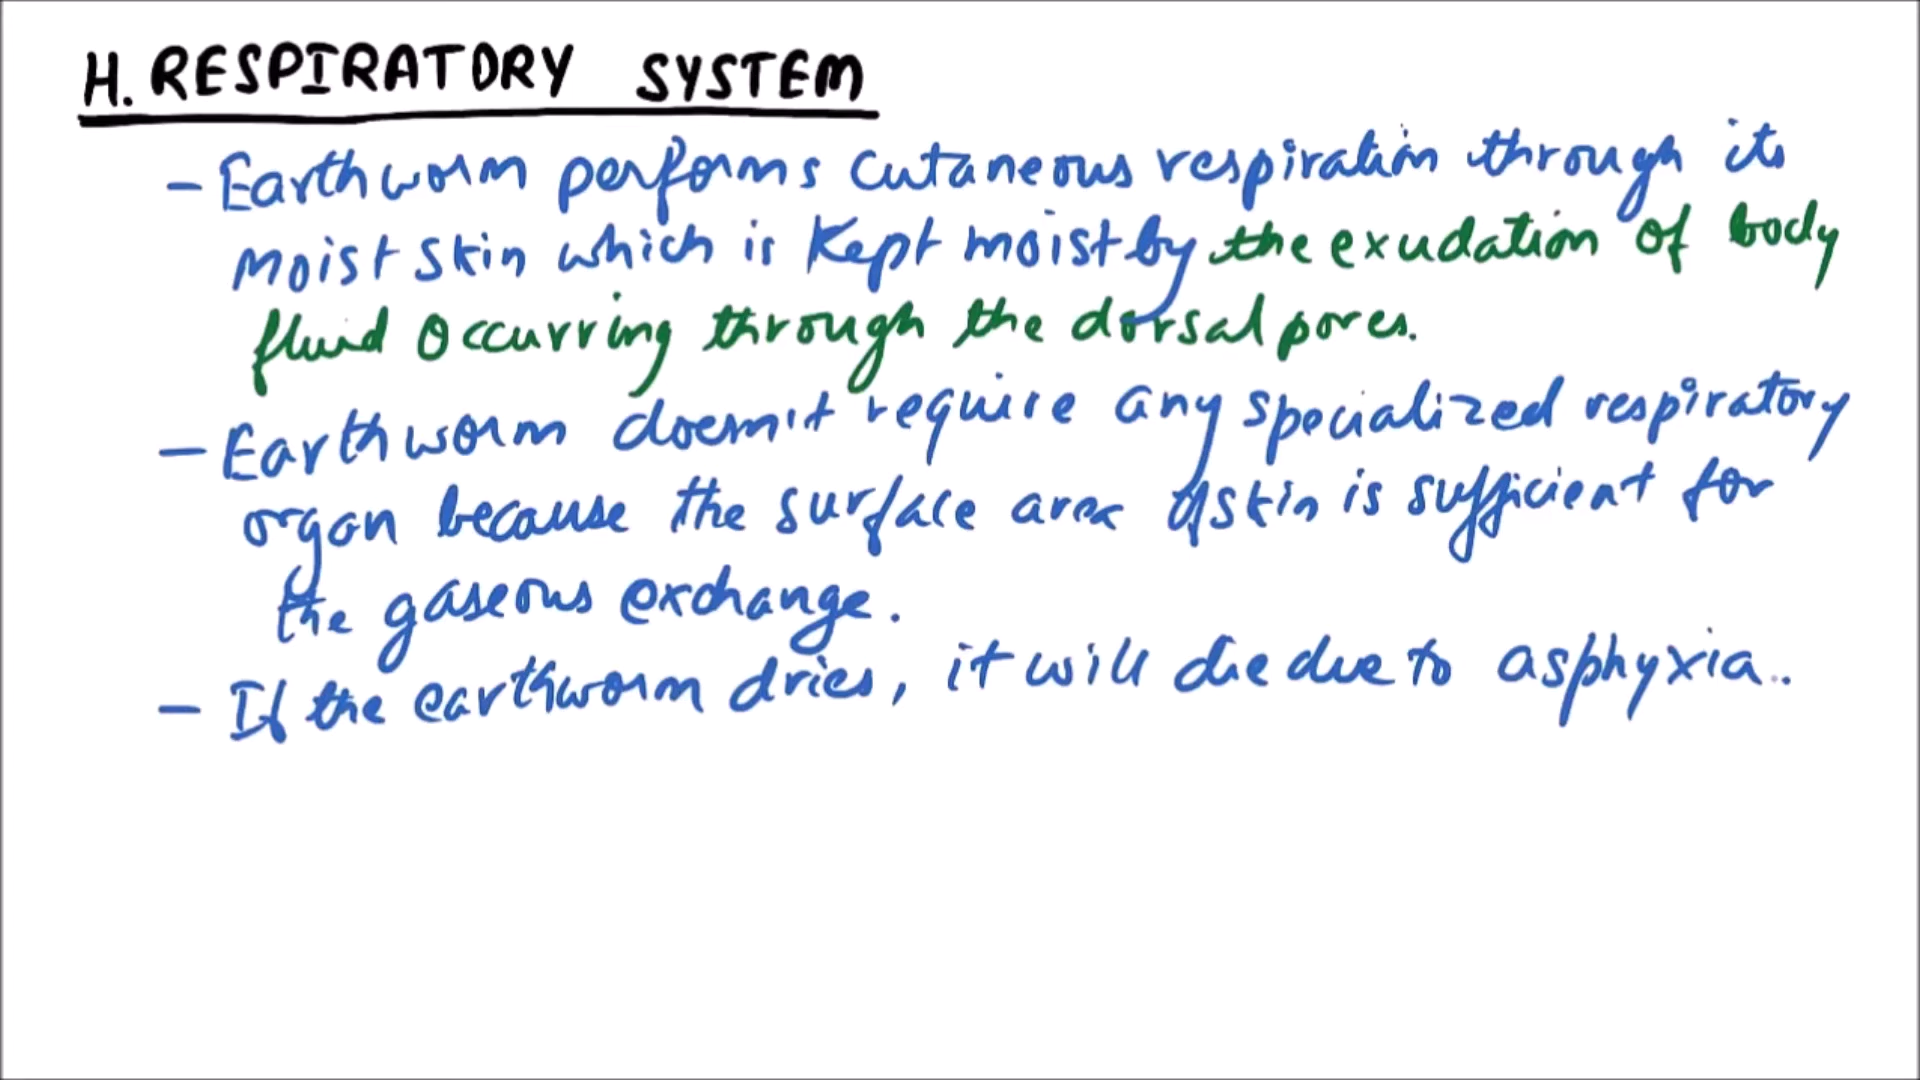 H. RESPIRATORY SYSTEM
- Earthworm performs cutaneous respiration through its
moist skin which is kept moist by the exudation of body
fluid occurring through the dorsal pores.
- Earthworm doesn't require any specialized respiratory
organ because the surface area of skin is sufficient for
the gaseous exchange.
- If the earthworm dries, it will die due to asphyxia..